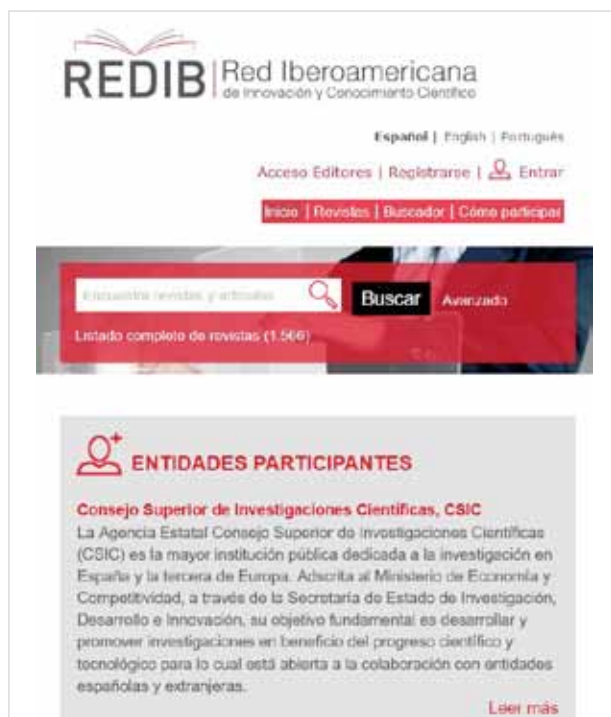 REDIB | Red Iberoamericana
de Innovación y Conocimiento Científico
Español | English | Português
Acceso Editores | Registrarse | Entrar
Inicio | Revistas | Buscador | Cómo participar
Encuentra revistas y artículos Buscar Avanzado
Listado completo de revistas (1.566)
ENTIDADES PARTICIPANTES
Consejo Superior de Investigaciones Científicas, CSIC
La Agencia Estatal Consejo Superior de Investigaciones Científicas
(CSIC) es la mayor institución pública dedicada a la investigación en
España y la tercera de Europa. Adscrita al Ministerio de Economía y
Competitividad, a través de la Secretaría de Estado de Investigación,
Desarrollo e Innovación, su objetivo fundamental es desarrollar y
promover investigaciones en beneficio del progreso científico y
tecnológico para lo cual está abierta a la colaboración con entidades
españolas y extranjeras.
Leer más